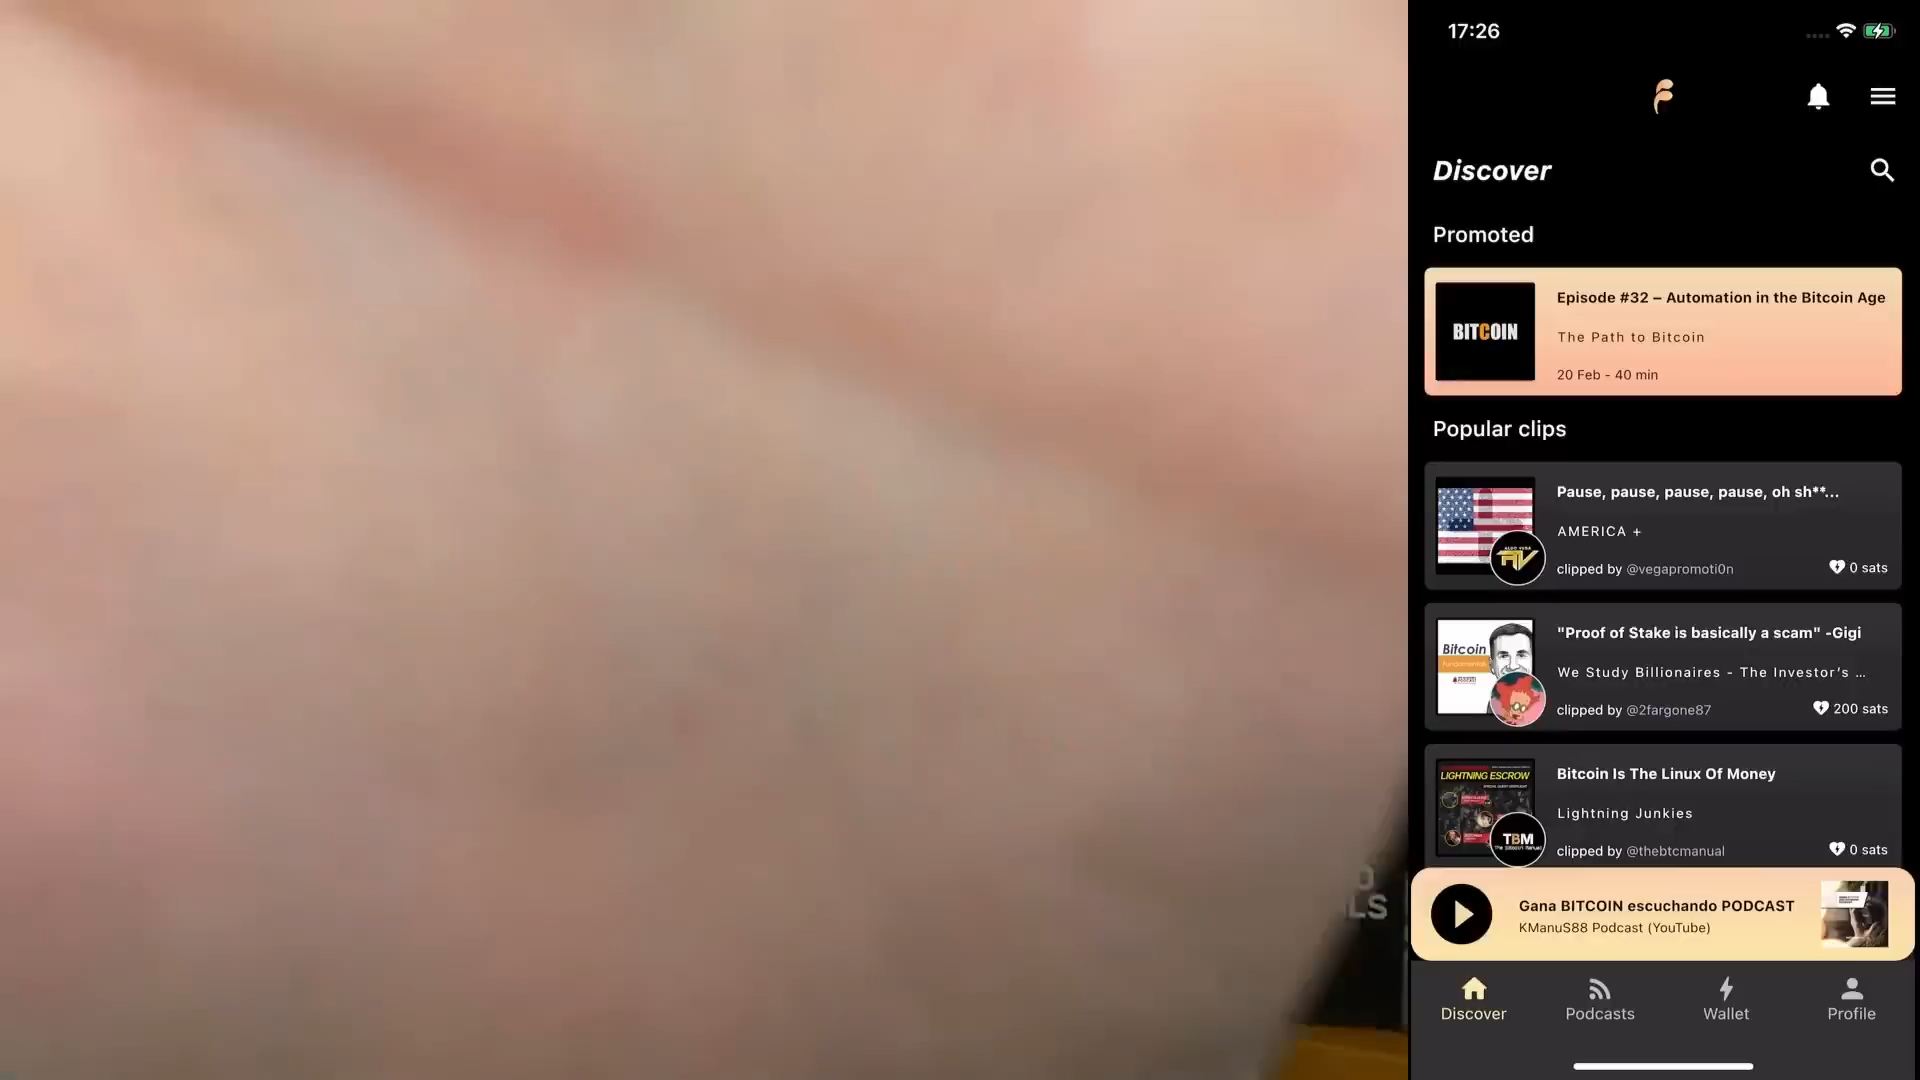 17:26
Discover
Promoted
BITCOIN
Episode #32 – Automation in the Bitcoin Age
The Path to Bitcoin
20 Feb - 40 min
Popular clips
Pause, pause, pause, pause, oh sh**...
AMERICA +
clipped by @vegapromoti0n
0 sats
Bitcoin
"Proof of Stake is basically a scam" -Gigi
We Study Billionaires - The Investor's ...
clipped by @2fargone87
200 sats
LIGHTNING ESCROW
TBM
Bitcoin Is The Linux Of Money
Lightning Junkies
clipped by @thebtcmanual
0 sats
LS
Gana BITCOIN escuchando PODCAST
KManuS88 Podcast (YouTube)
Discover
Podcasts
Wallet
Profile